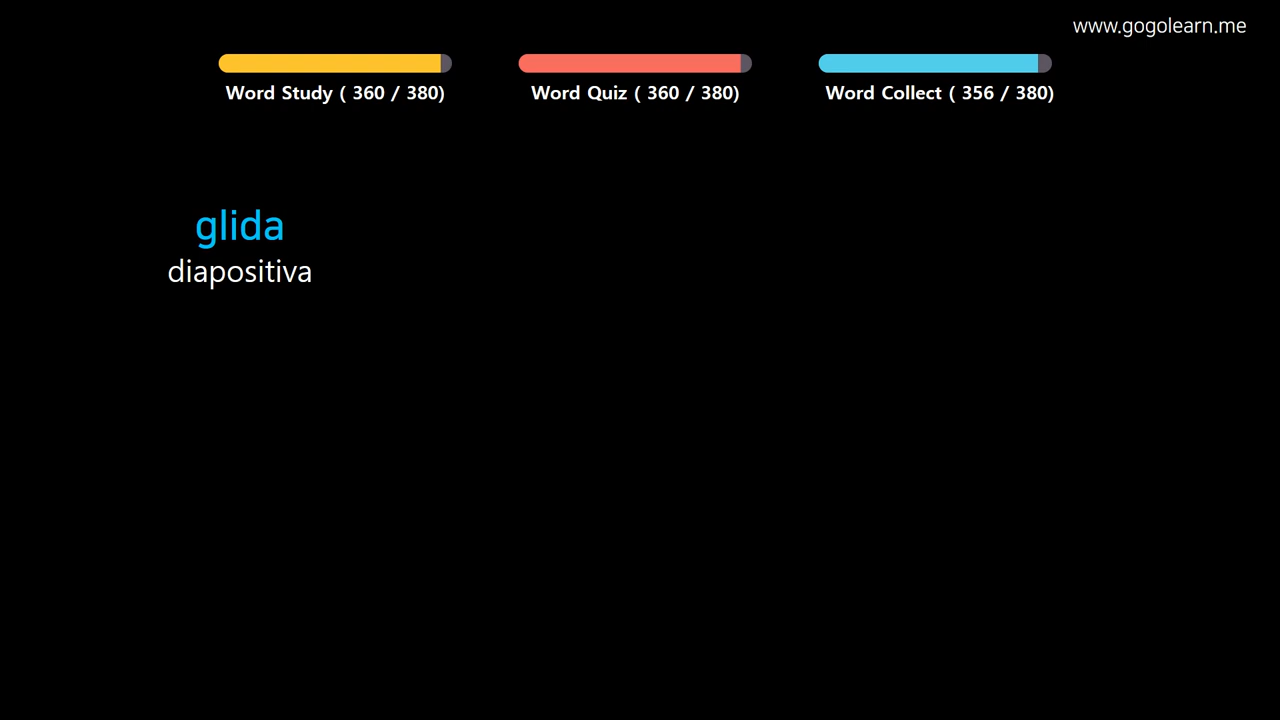 www.gogolearn.me
Word Study ( 360 / 380)
Word Quiz ( 360 / 380)
Word Collect ( 356 / 380)
glida
diapositiva